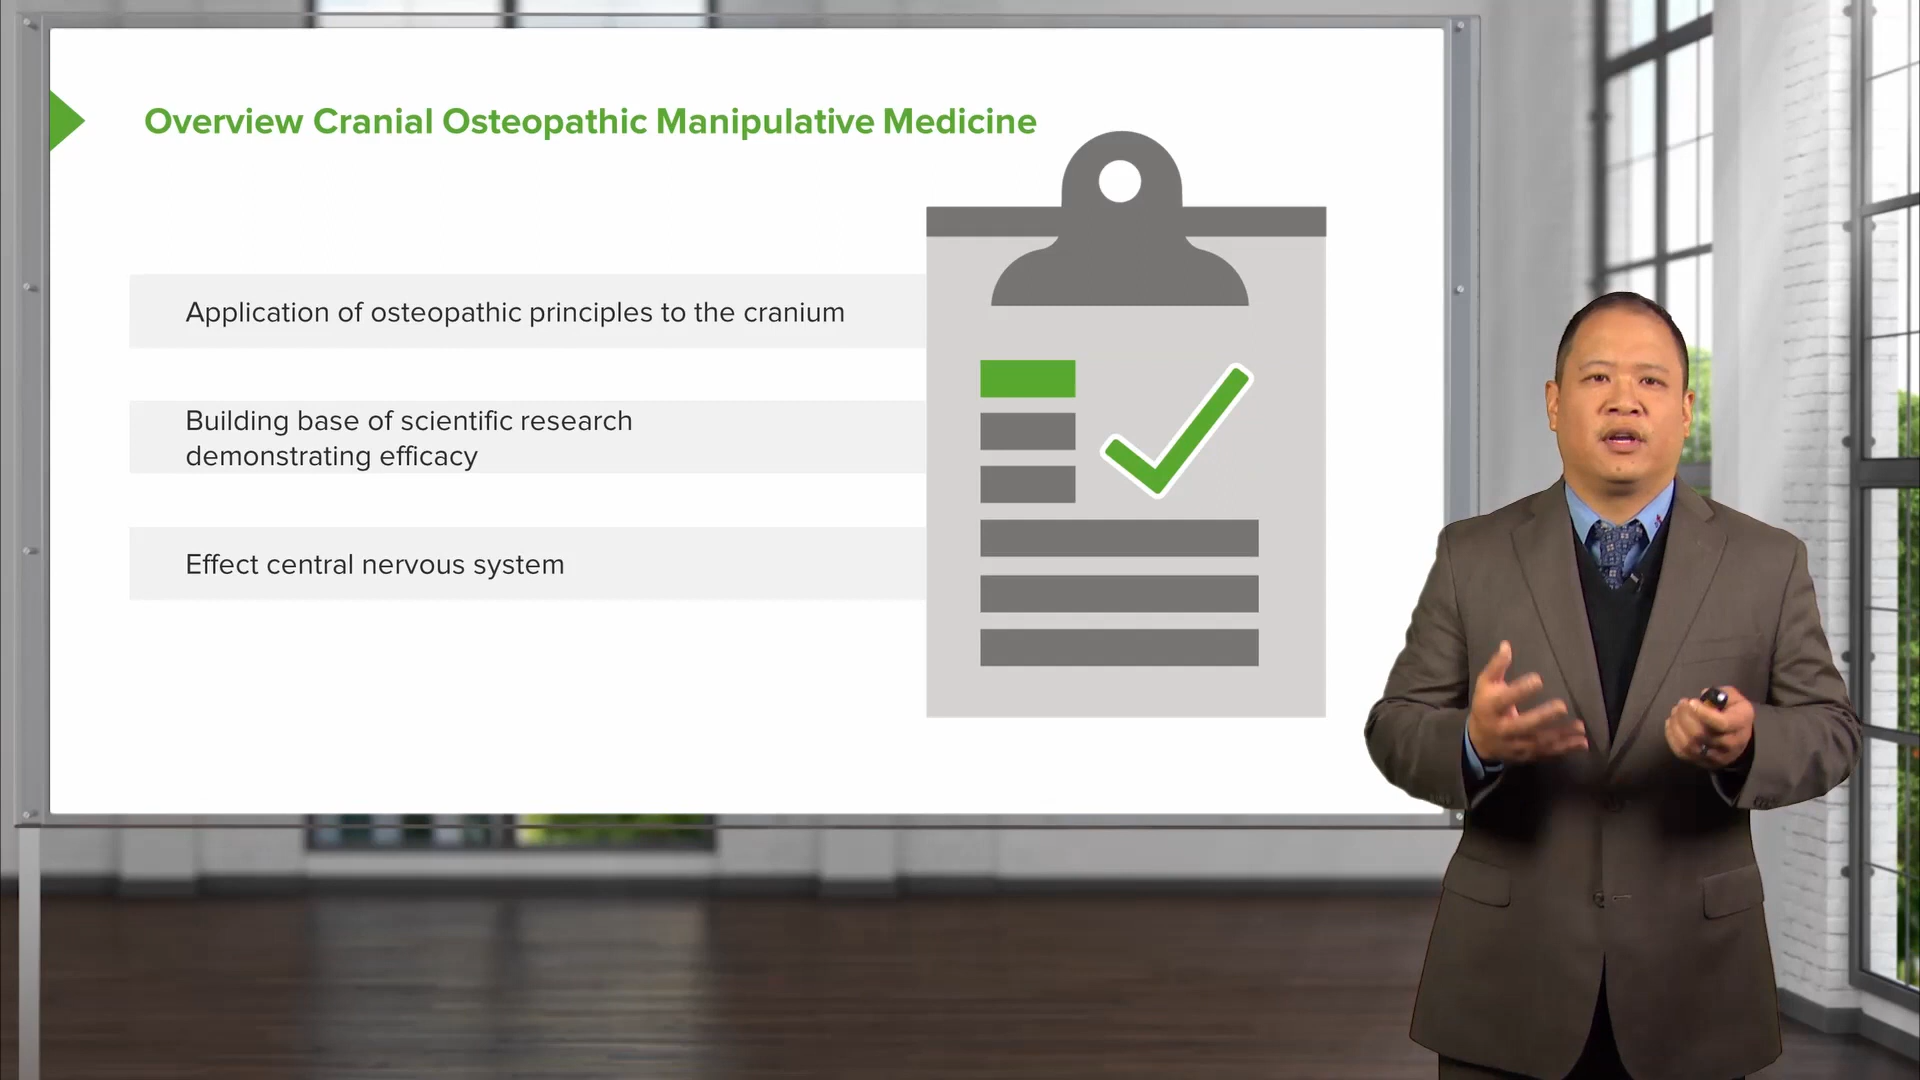 Overview Cranial Osteopathic Manipulative Medicine
Application of osteopathic principles to the cranium
Building base of scientific research
demonstrating efficacy
Effect central nervous system